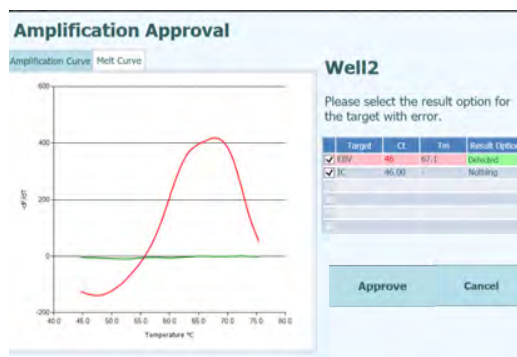 Amplification Approval
Amplification Curve
Melt Curve
Well2
Please select the result option for
the target with error.
Target Ct Tm Result Option
EBV 46 67.1 Detected
IC 46.00 - Nothing
Approve
Cancel
600
400
200
0
-200
-dF/dT
40.0 45.0 50.0 55.0 60.0 65.0 70.0 75.0 80.0
Temperature °C